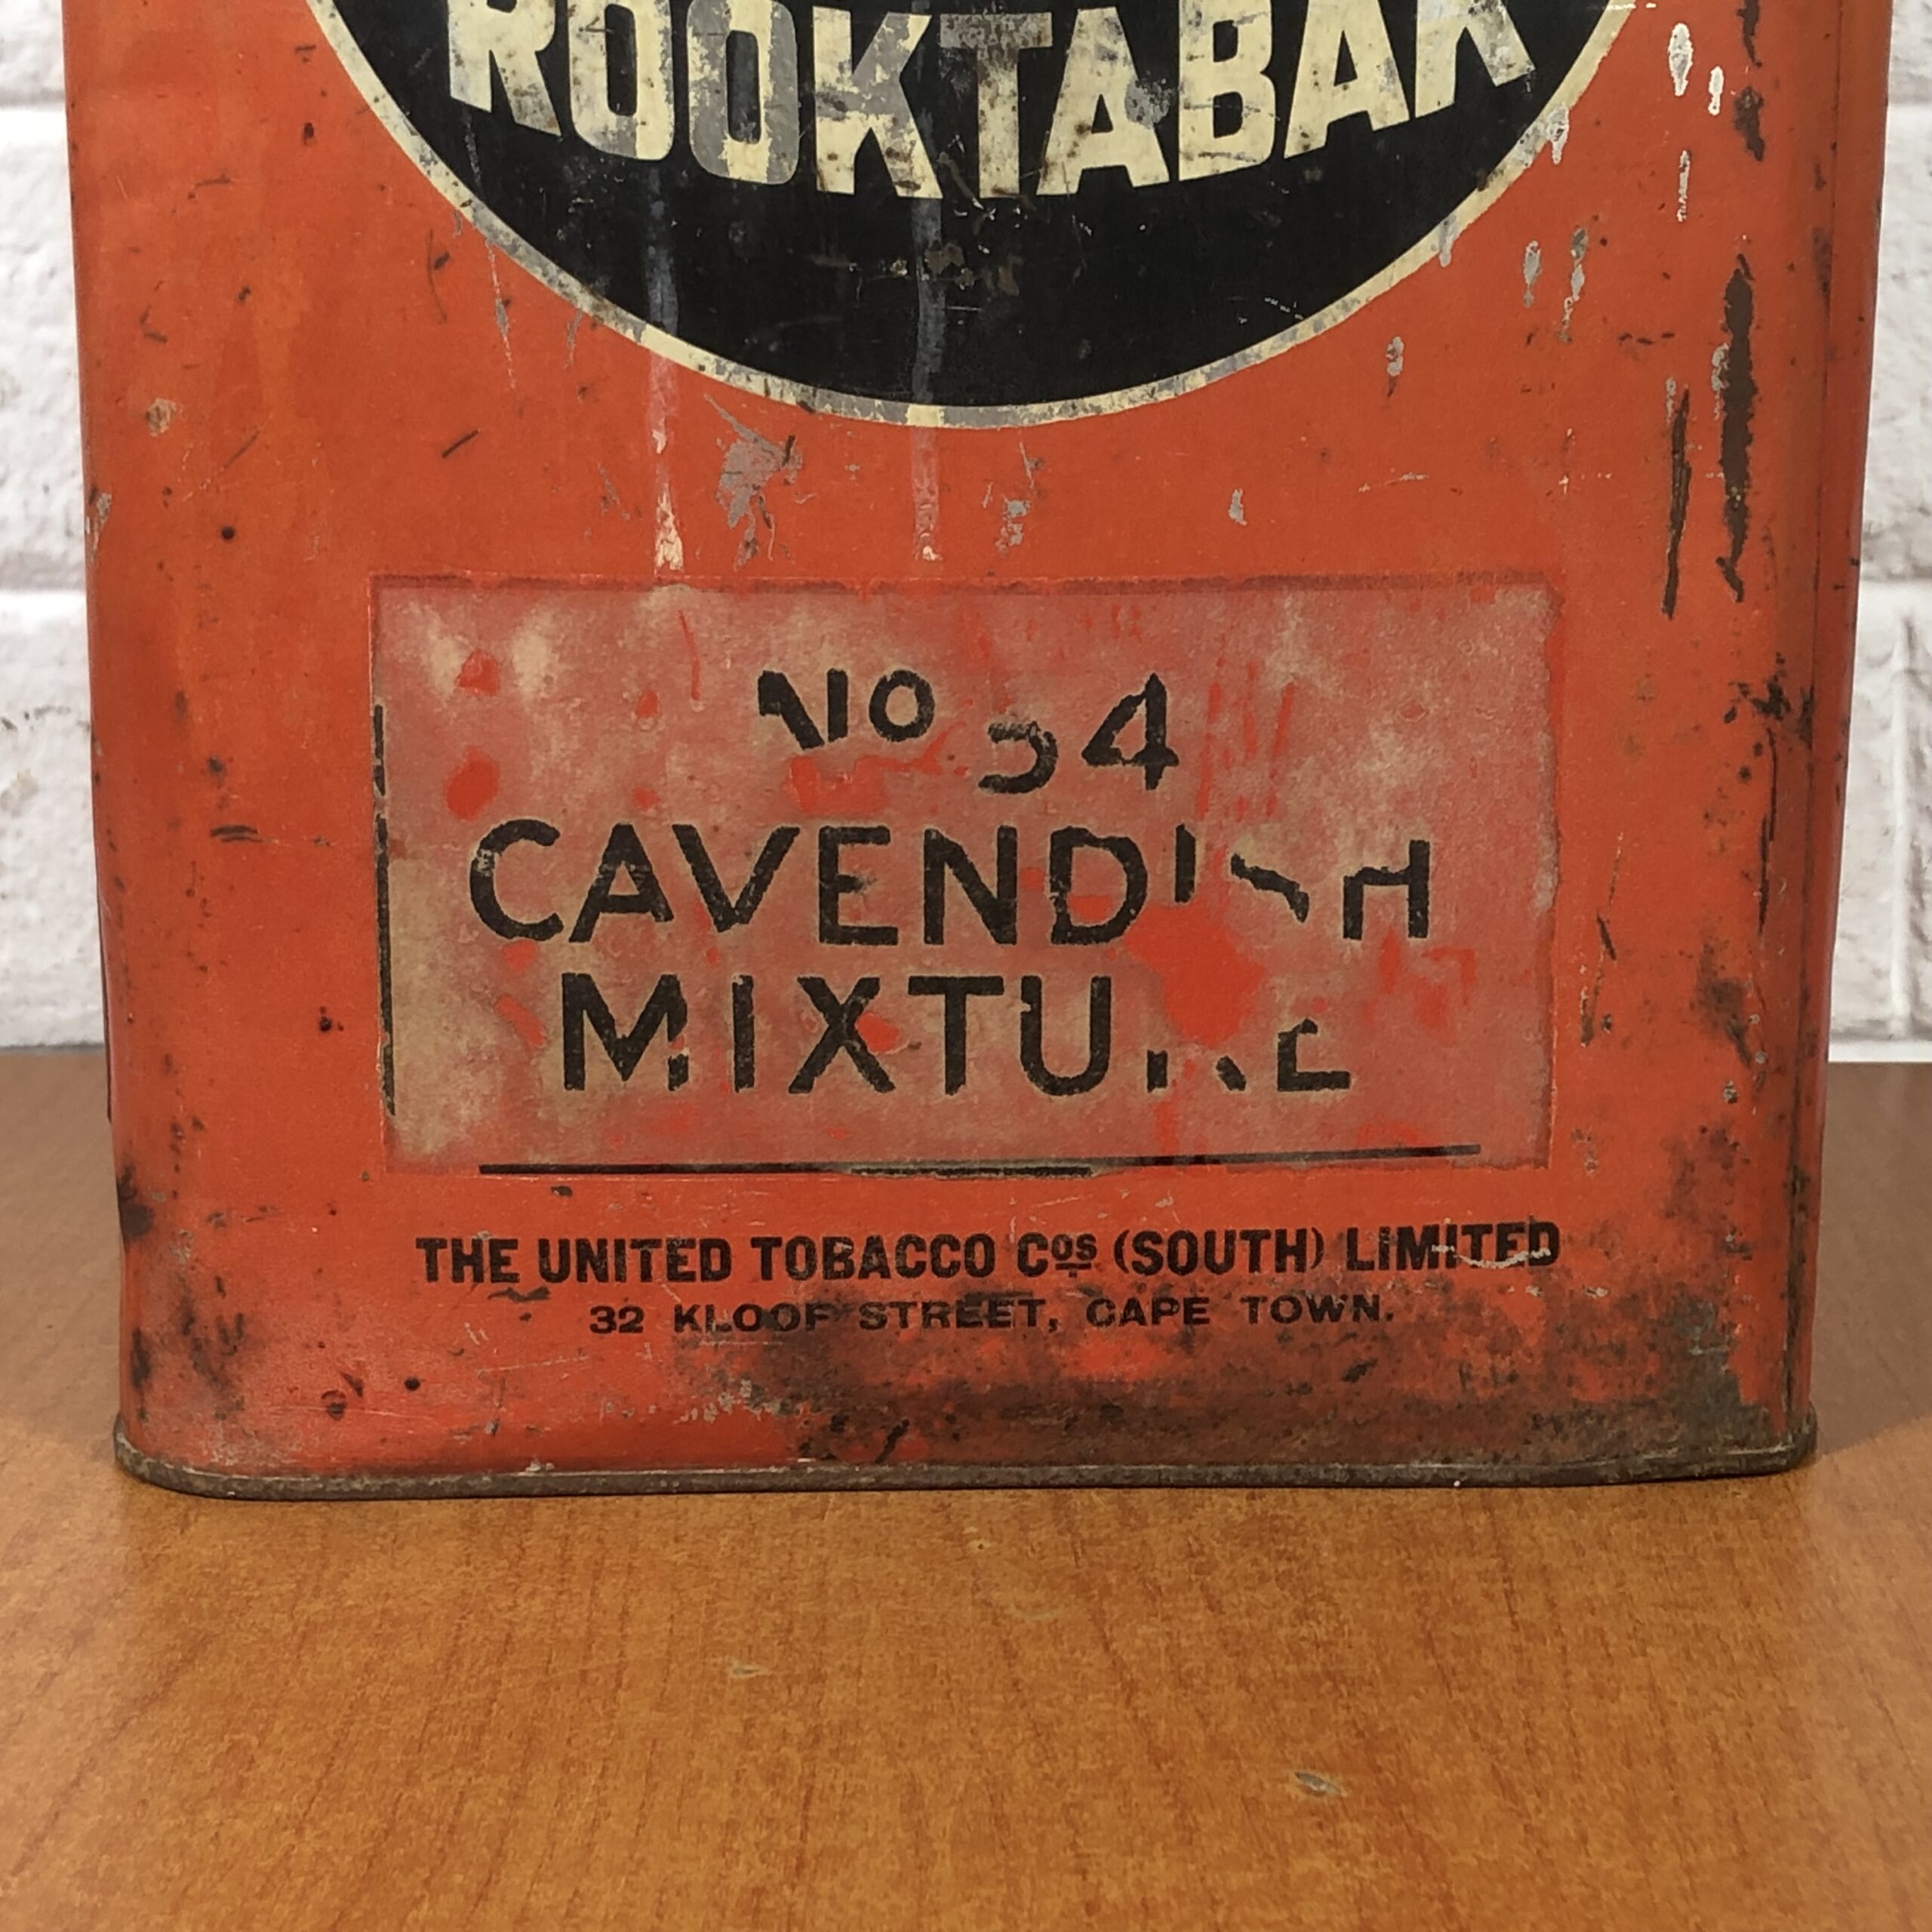 ROOKTABAK
No 34
CAVENDISH
MIXTURE
THE UNITED TOBACCO Cos (SOUTH) LIMITED
32 KLOOF STREET, CAPE TOWN.